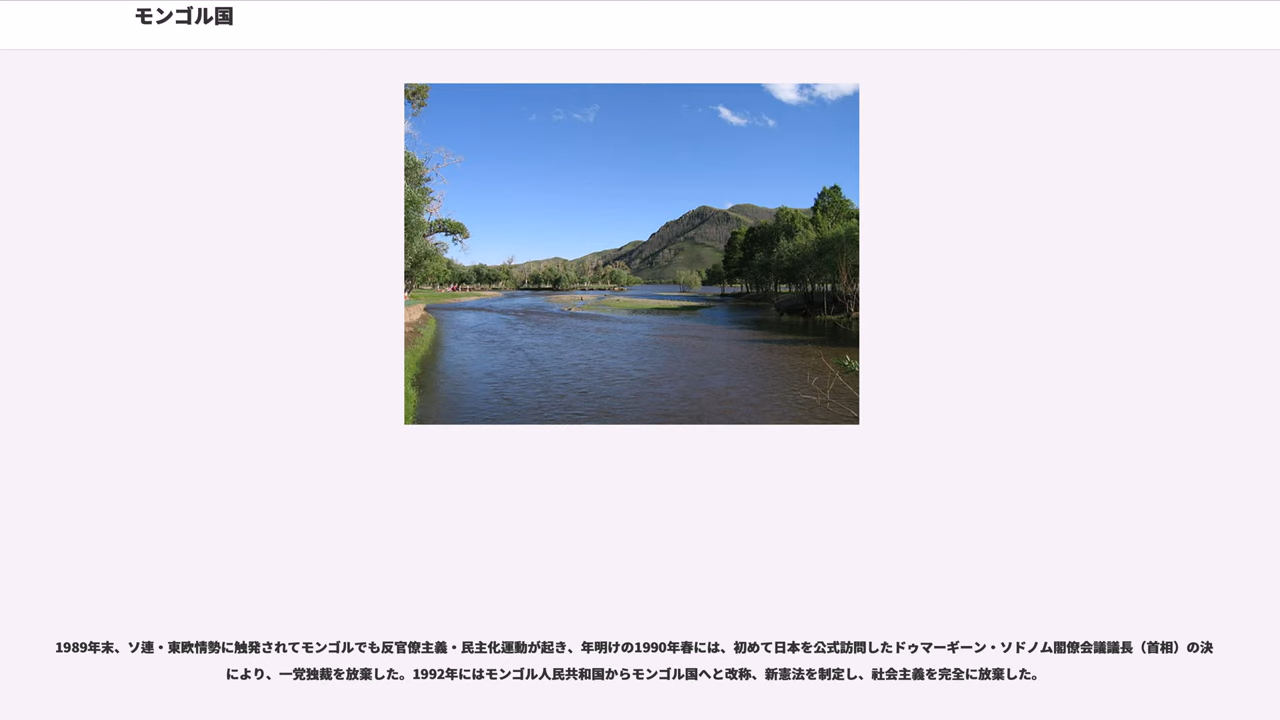 モンゴル国
1989年末、ソ連・東欧情勢に触発されてモンゴルでも反官僚主義・民主化運動が起き、年明けの1990年春には、初めて日本を公式訪問したドゥマーギーン・ソドノム閣僚会議議長（首相）の決
により、一党独裁を放棄した。1992年にはモンゴル人民共和国からモンゴル国へと改称、新憲法を制定し、社会主義を完全に放棄した。